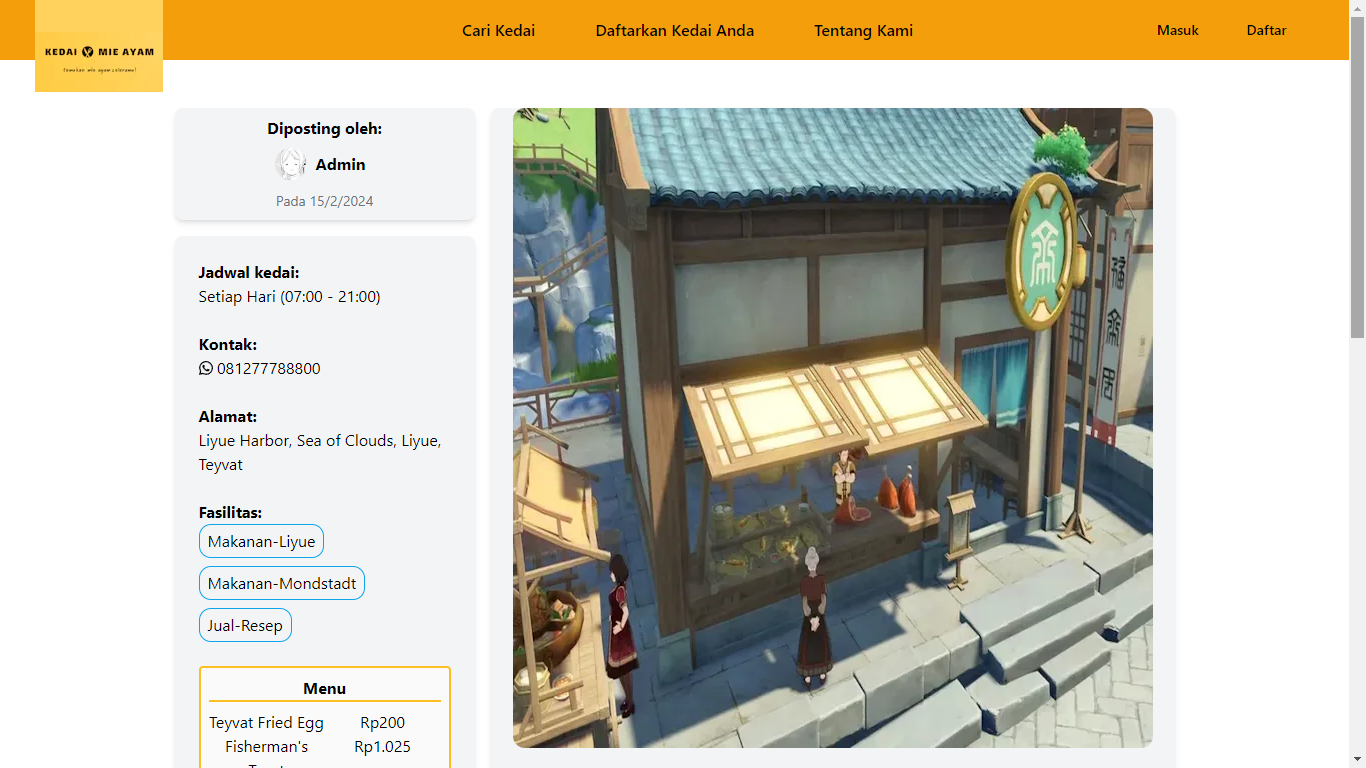 KEDAI MIE AYAM
Temukan mie ayam seleramu!
Cari Kedai
Daftarkan Kedai Anda
Tentang Kami
Masuk
Daftar
Diposting oleh:
Admin
Pada 15/2/2024
Jadwal kedai:
Setiap Hari (07:00 - 21:00)
Kontak:
081277788800
Alamat:
Liyue Harbor, Sea of Clouds, Liyue,
Teyvat
Fasilitas:
Makanan-Liyue
Makanan-Mondstadt
Jual-Resep
Menu
Teyvat Fried Egg Rp200
Fisherman's Rp1.025